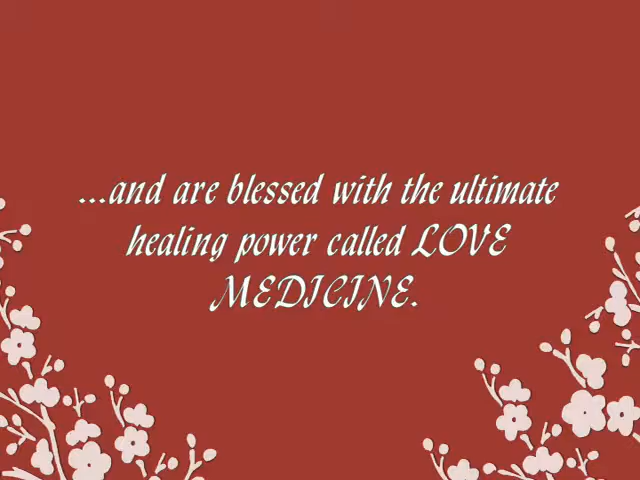 ...and are blessed with the ultimate
healing power called LOVE
MEDICINE.